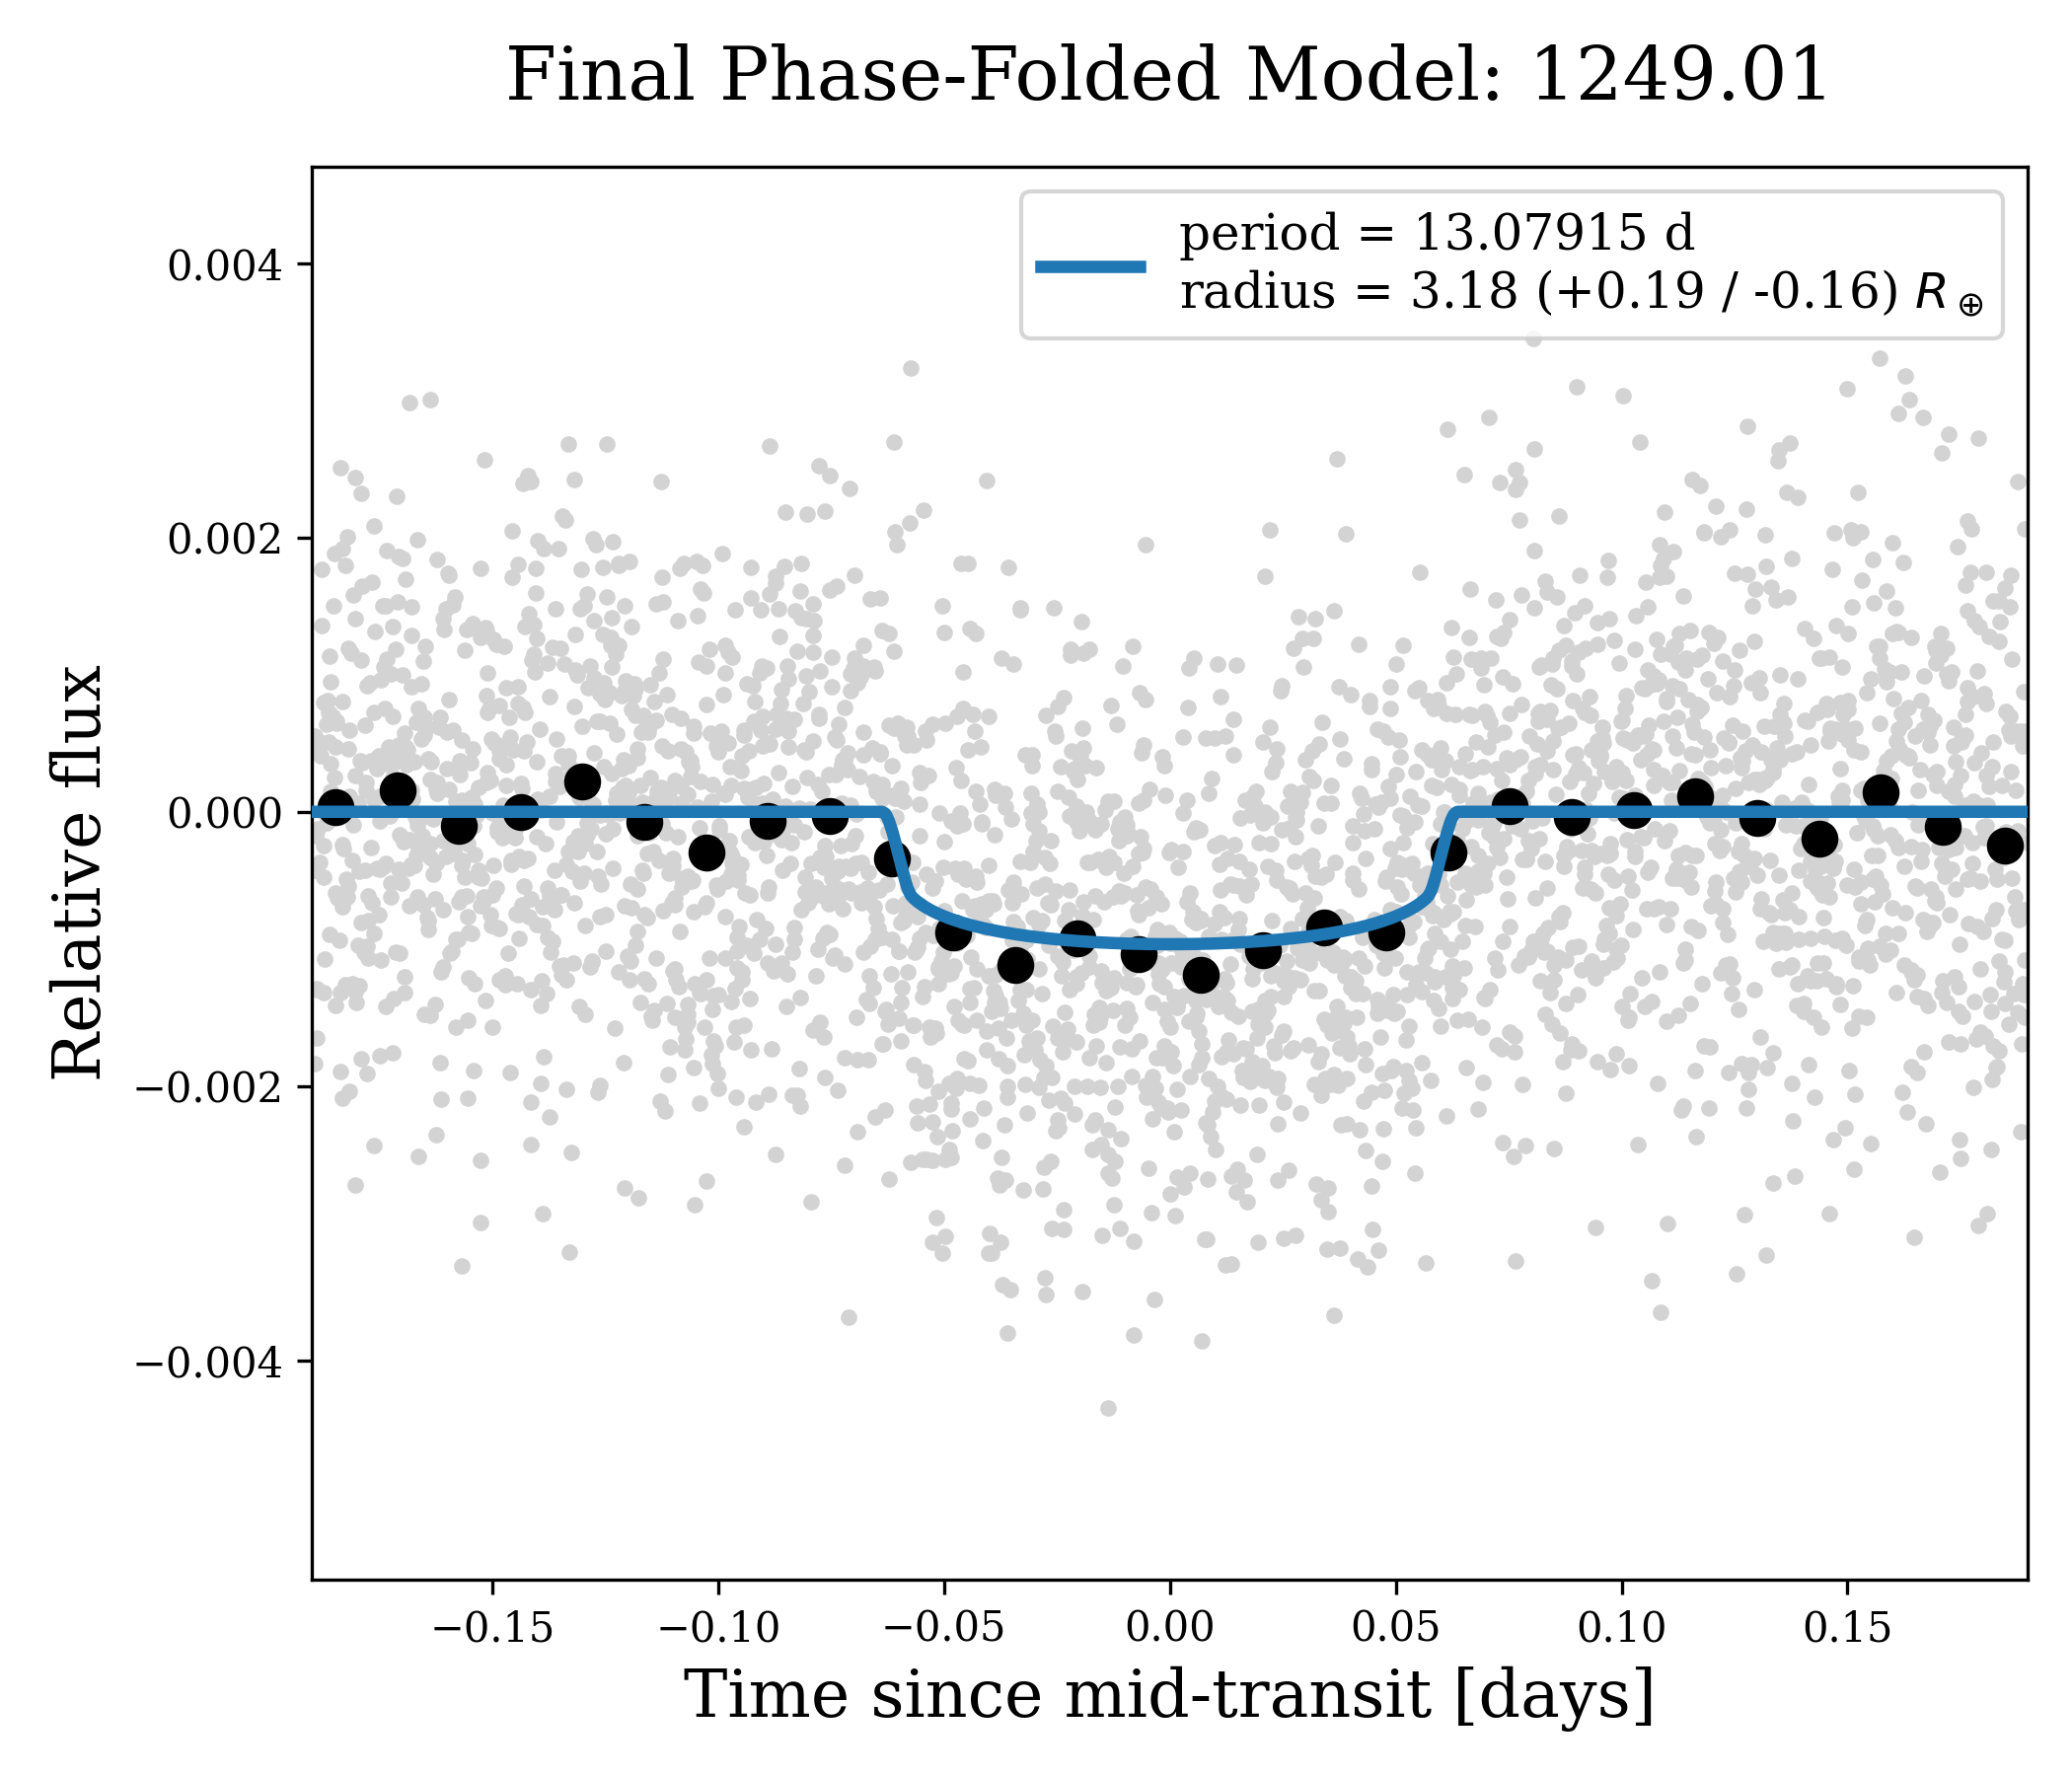 Final Phase-Folded Model: 1249.01
period = 13.07915 d
radius = 3.18 (+0.19 / -0.16) R⊕
0.004
0.002
0.000
−0.002
−0.004
Relative flux
−0.15
−0.10
−0.05
0.00
0.05
0.10
0.15
Time since mid-transit [days]